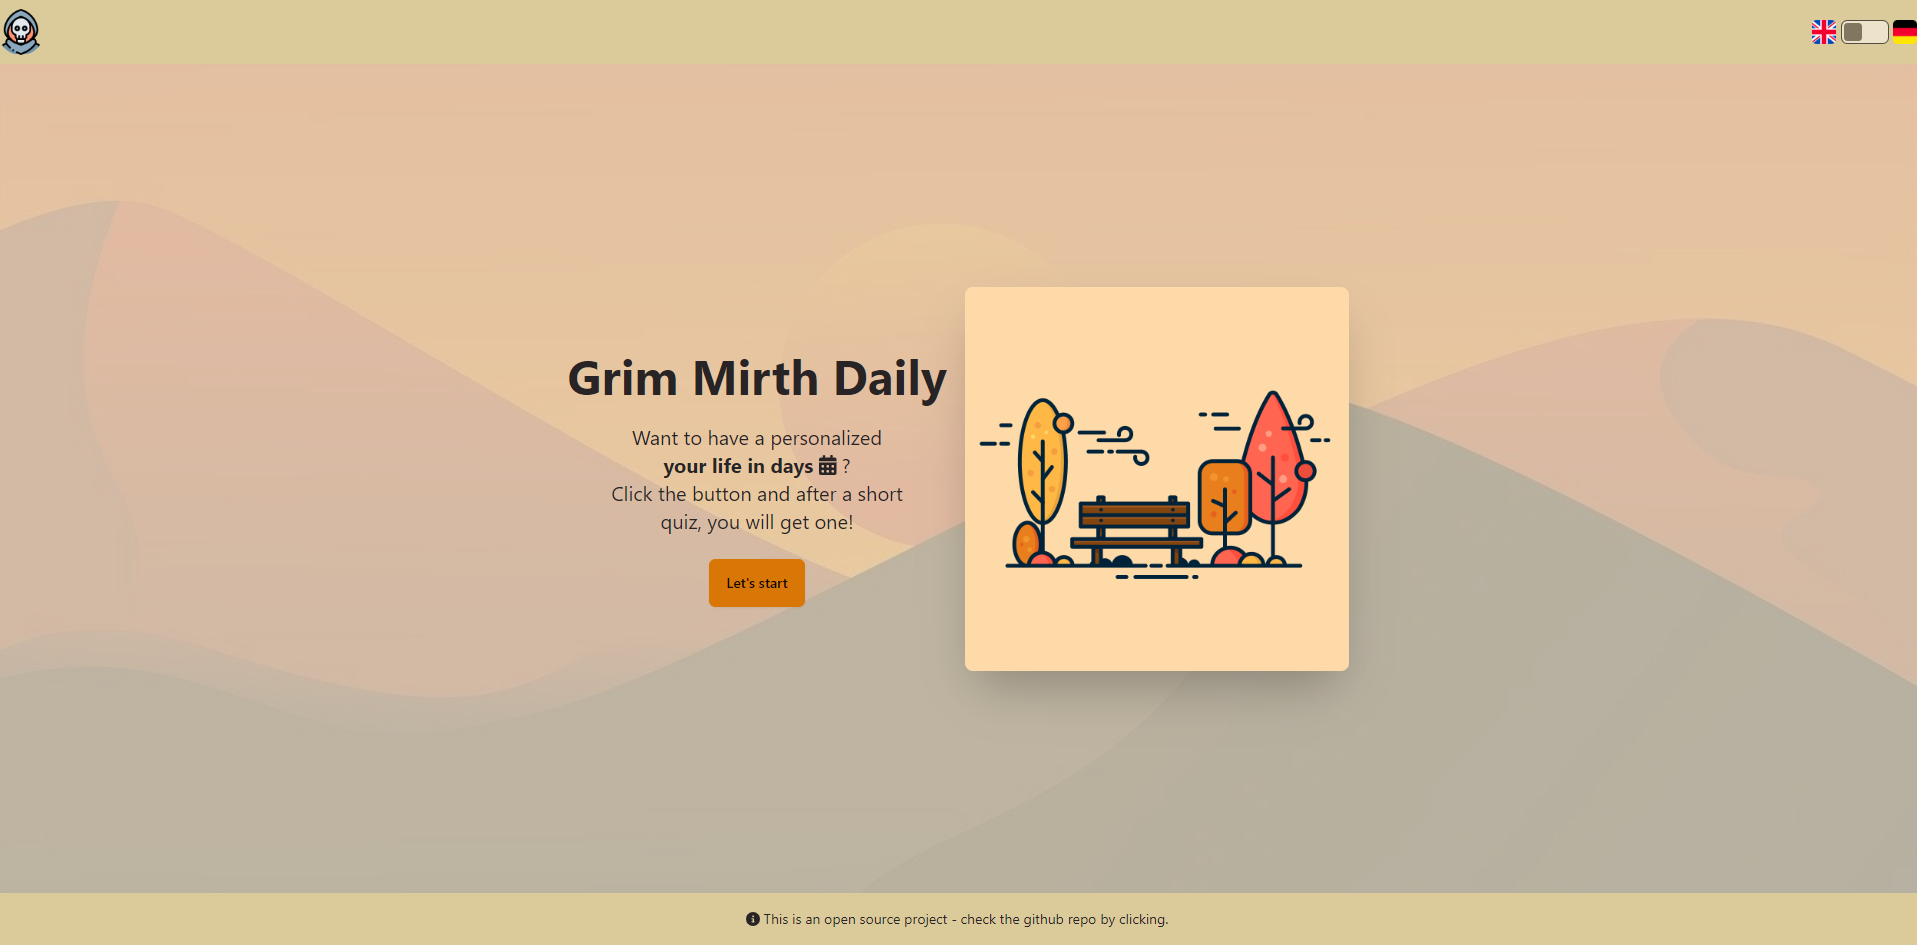 Grim Mirth Daily
Want to have a personalized
your life in days ?
Click the button and after a short
quiz, you will get one!
Let's start
This is an open source project - check the github repo by clicking.